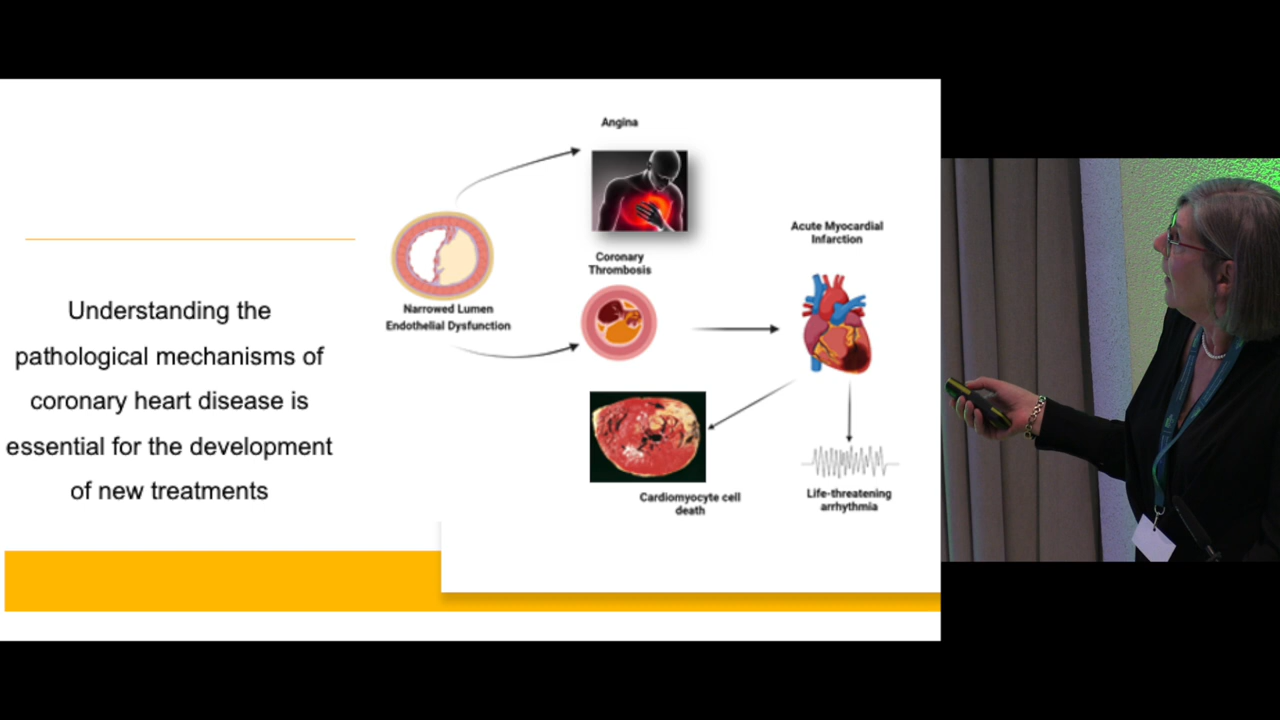 Understanding the
pathological mechanisms of
coronary heart disease is
essential for the development
of new treatments
Angina
Narrowed Lumen
Endothelial Dysfunction
Coronary
Thrombosis
Acute Myocardial
Infarction
Cardiomyocyte cell
death
Life-threatening
arrhythmia